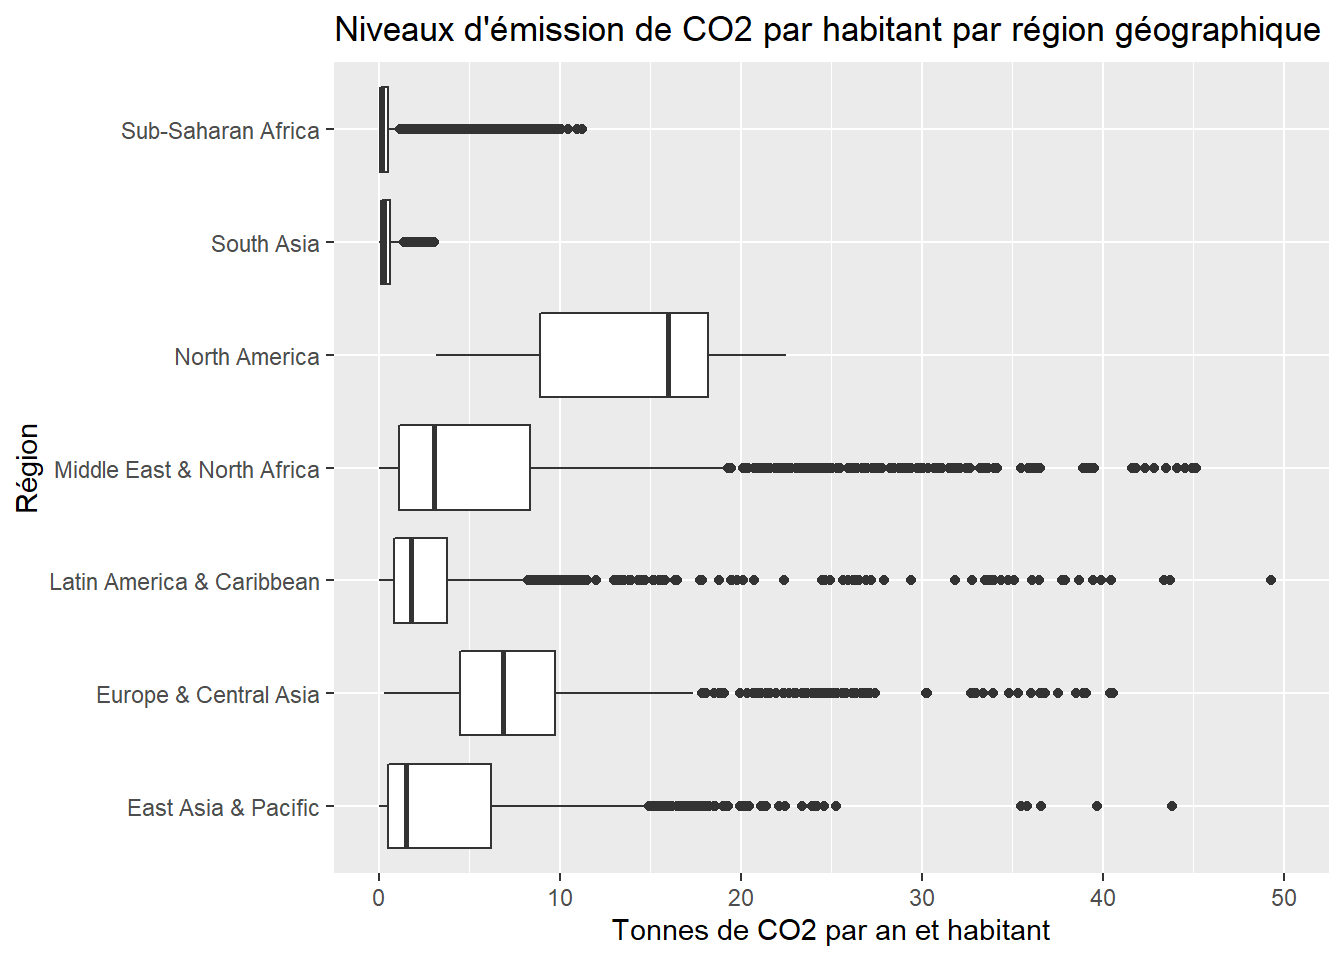 Niveaux d'émission de CO2 par habitant par région géographique
Région
Sub-Saharan Africa
South Asia
North America
Middle East & North Africa
Latin America & Caribbean
Europe & Central Asia
East Asia & Pacific
0 10 20 30 40 50
Tonnes de CO2 par an et habitant